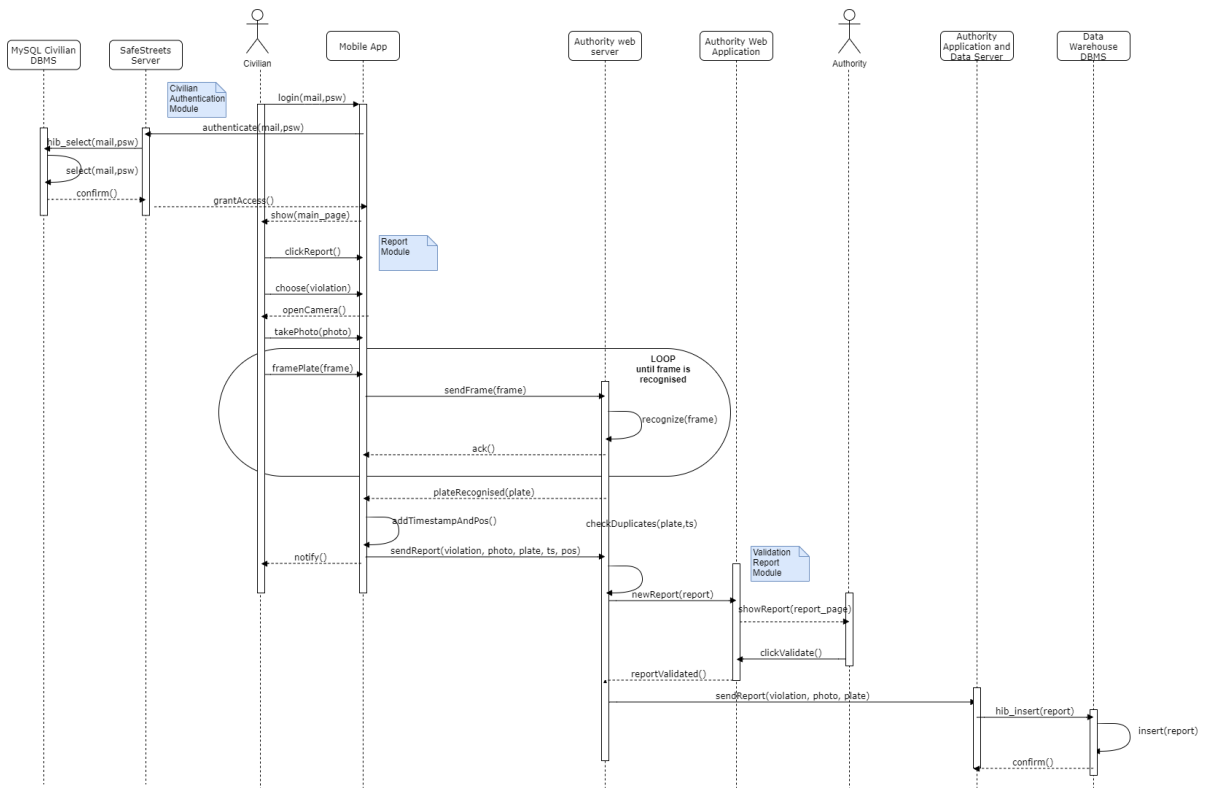 MySQL Civilian
DBMS
SafeStreets
Server
Civilian
Mobile App
Authority web
server
Authority Web
Application
Authority
Authority
Application and
Data Server
Data
Warehouse
DBMS
Civilian
Authentication
Module
login(mail,psw)
authenticate(mail,psw)
hib_select(mail,psw)
select(mail,psw)
confirm()
grantAccess()
show(main_page)
Report
Module
clickReport()
choose(violation)
openCamera()
takePhoto(photo)
LOOP
until frame is
recognised
framePlate(frame)
sendFrame(frame)
recognize(frame)
ack()
plateRecognised(plate)
addTimestampAndPos()
checkDuplicates(plate,ts)
sendReport(violation, photo, plate, ts, pos)
notify()
Validation
Report
Module
newReport(report)
showReport(report_page)
clickValidate()
reportValidated()
sendReport(violation, photo, plate)
hib_insert(report)
insert(report)
confirm()